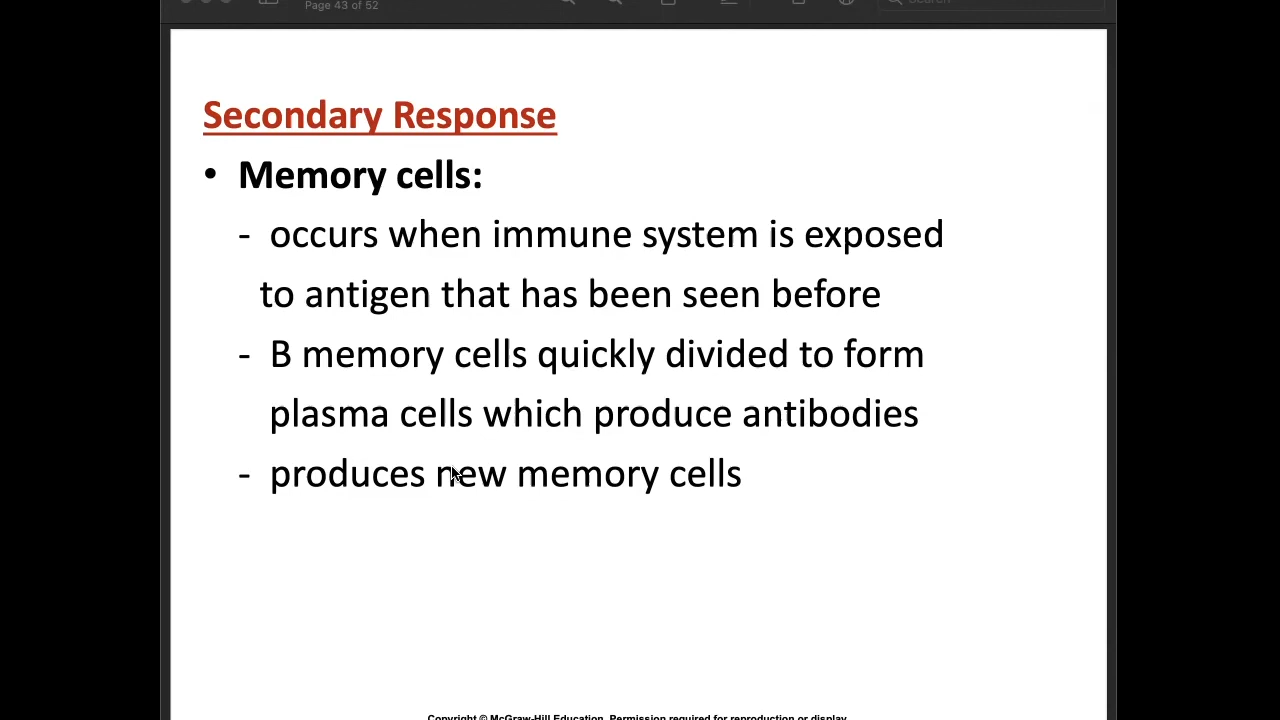 Page 43 of 52
Search
Secondary Response
• Memory cells:
- occurs when immune system is exposed
to antigen that has been seen before
- B memory cells quickly divided to form
plasma cells which produce antibodies
- produces new memory cells
Copyright © McGraw-Hill Education. Permission required for reproduction or display.